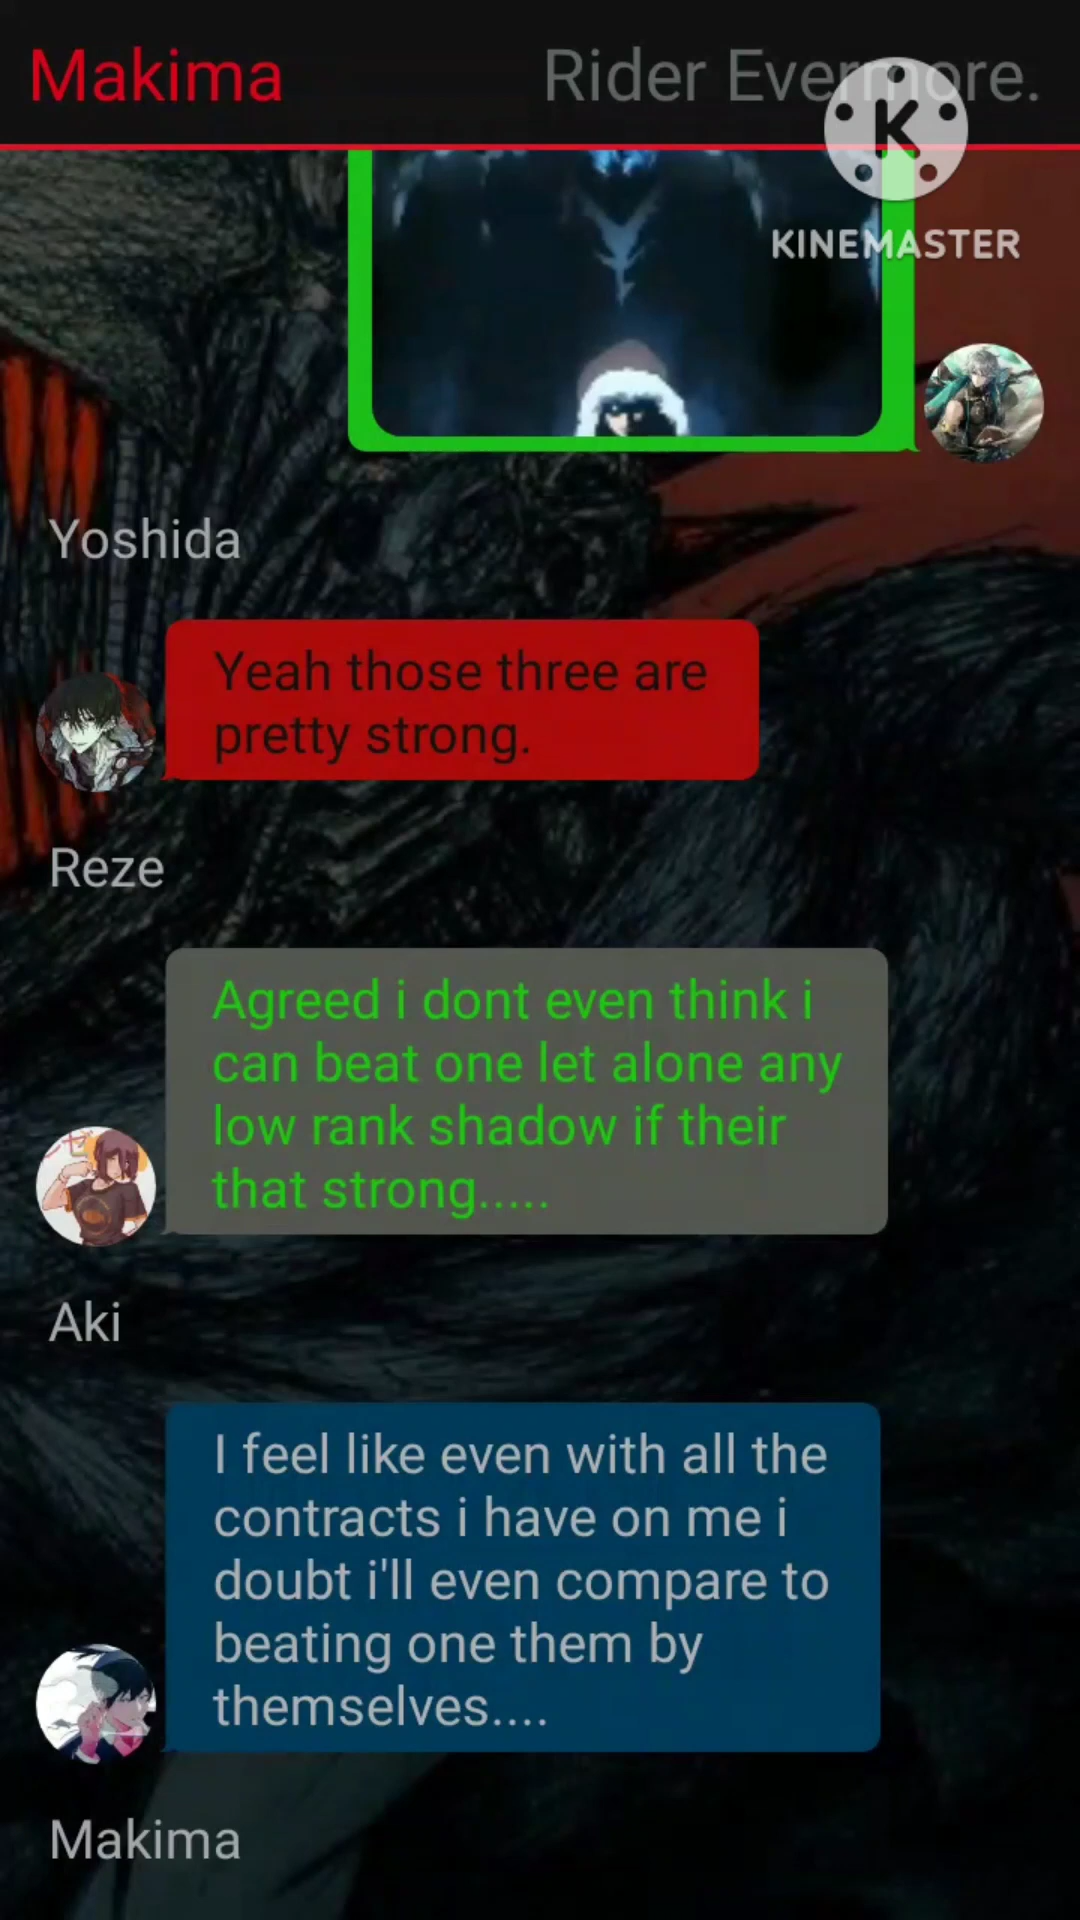 Makima
Rider Evermore.
K
KINEMASTER
Yoshida
Yeah those three are
pretty strong.
Reze
Agreed i dont even think i
can beat one let alone any
low rank shadow if their
that strong.....
Aki
I feel like even with all the
contracts i have on me i
doubt i'll even compare to
beating one them by
themselves....
Makima